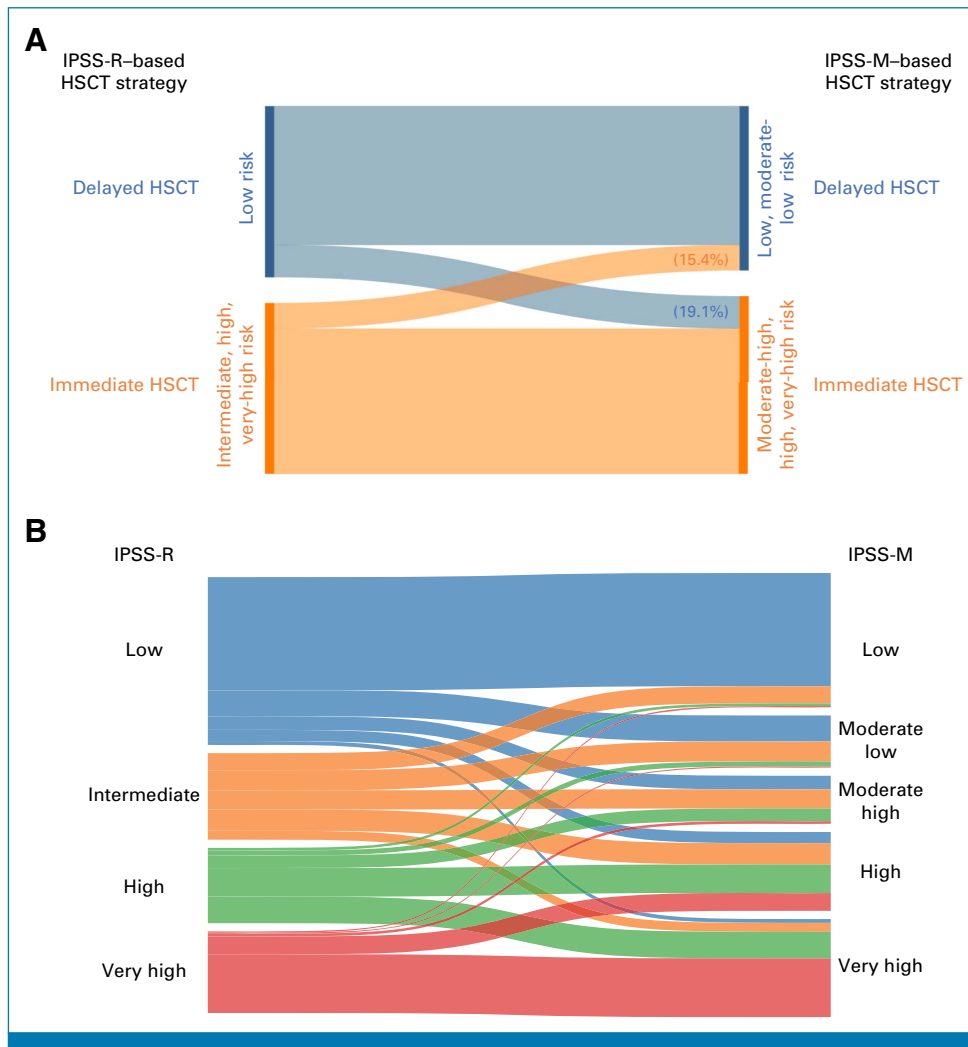 A
IPSS-R–based
HSCT strategy
IPSS-M–based
HSCT strategy
Delayed HSCT
Low risk
(15.4%)
Low, moderate-
low risk
Delayed HSCT
Immediate HSCT
Intermediate, high,
very-high risk
(19.1%)
Moderate-high,
high, very-high risk
Immediate HSCT
B
IPSS-R
IPSS-M
Low
Low
Moderate
low
Intermediate
Moderate
high
High
High
Very high
Very high